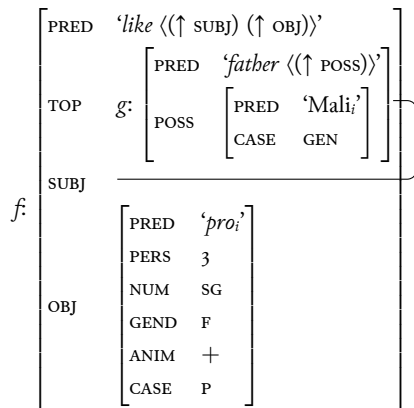 PRED ‘like ⟨(↑ SUBJ) (↑ OBJ)⟩’
PRED ‘father ⟨(↑ POSS)⟩’
TOP g: PRED ‘Maliᵢ’
POSS
CASE GEN
SUBJ
f:
PRED ‘proᵢ’
PERS 3
NUM SG
OBJ
GEND F
ANIM +
CASE P